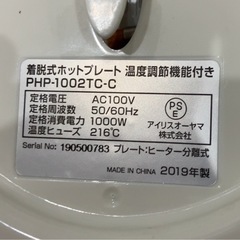 着脱式ホットプレート 温度調節機能付き
PHP-1002TC-C
定格電圧 AC100V
定格周波数 50/60Hz
定格消費電力 1000W
温度ヒューズ 216℃
PS
E
アイリスオーヤマ
株式会社
Serial No: 190500783 プレート:ヒーター分離式
MADE IN CHINA 2019年製